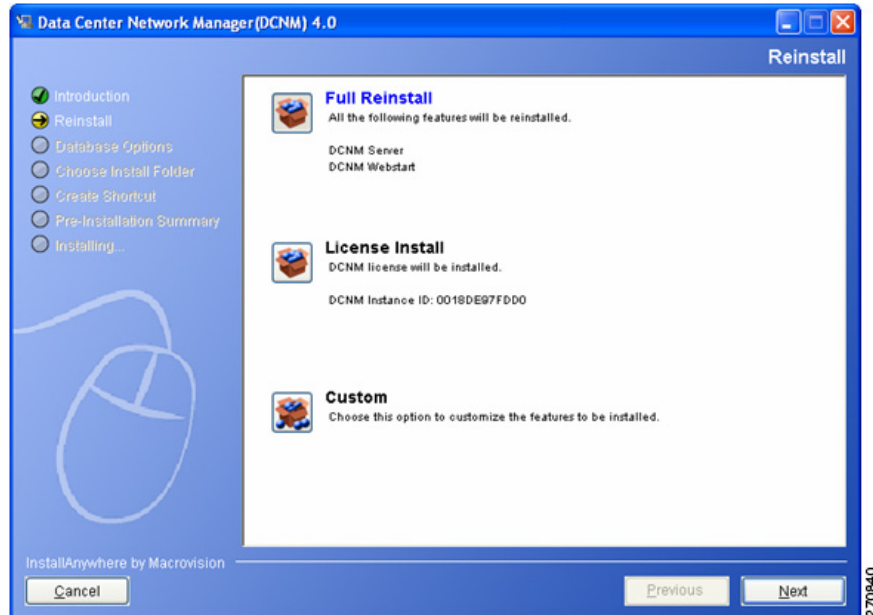 Data Center Network Manager(DCNM) 4.0
Reinstall
Introduction
Reinstall
Database Options
Choose Install Folder
Create Shortcut
Pre-Installation Summary
Installing...
Full Reinstall
All the following features will be reinstalled.
DCNM Server
DCNM Webstart
License Install
DCNM license will be installed.
DCNM Instance ID: 0018DE97FDD0
Custom
Choose this option to customize the features to be installed.
InstallAnywhere by Macrovision
Cancel
Previous
Next
270840